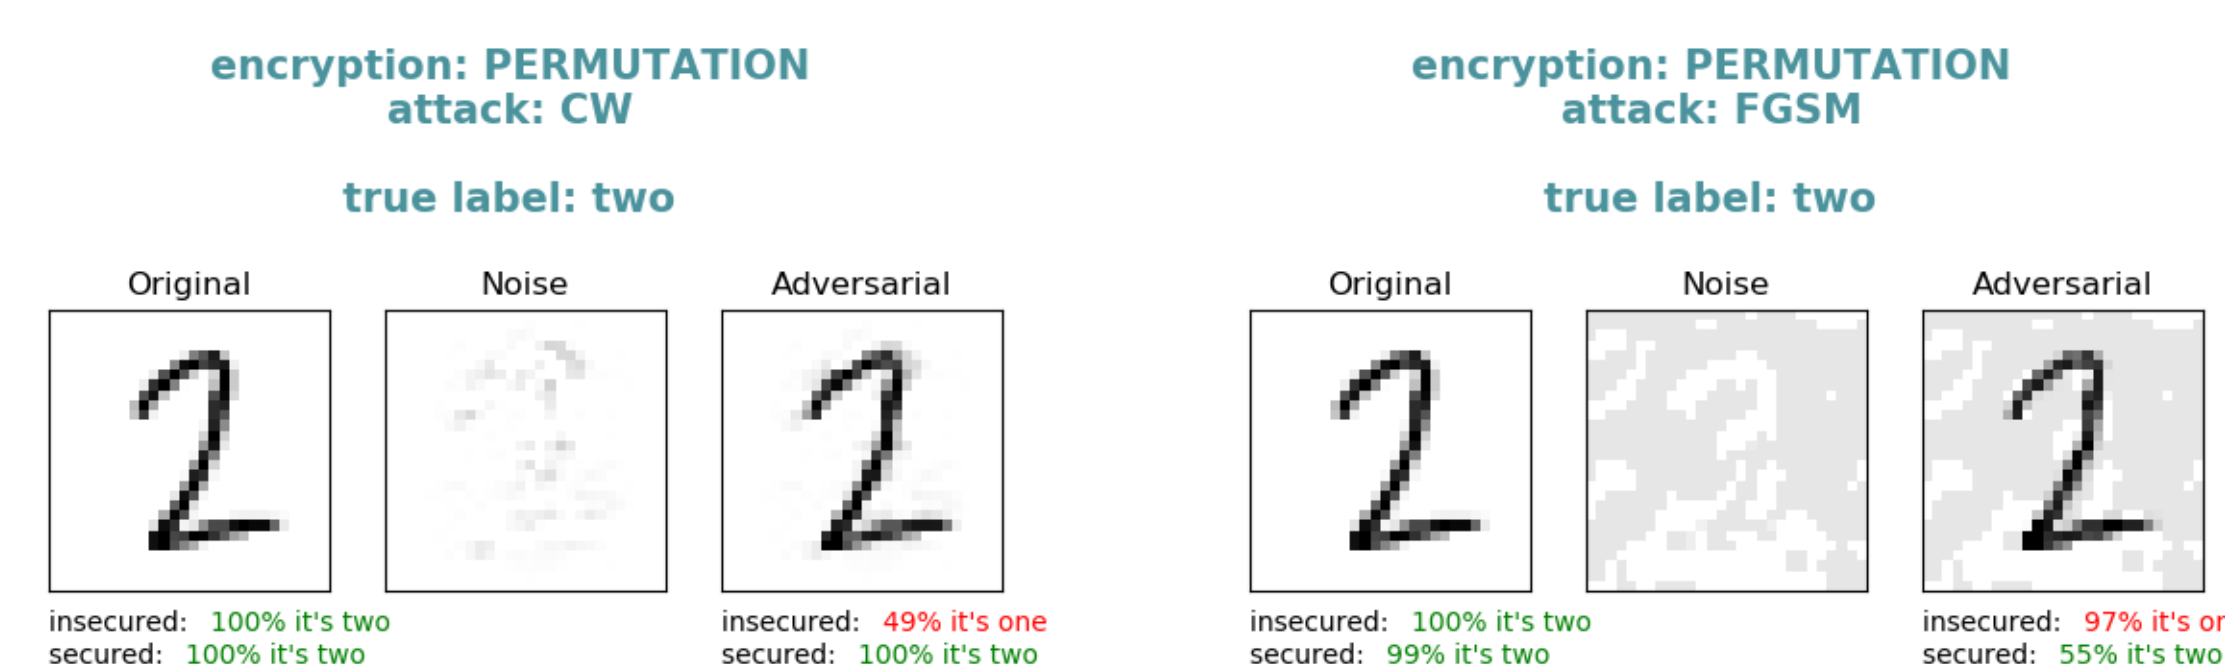 encryption: PERMUTATION
attack: CW
true label: two
Original Noise Adversarial
insecured: 100% it's two
secured: 100% it's two
insecured: 49% it's one
secured: 100% it's two
encryption: PERMUTATION
attack: FGSM
true label: two
Original Noise Adversarial
insecured: 100% it's two
secured: 99% it's two
insecured: 97% it's
secured: 55% it's two